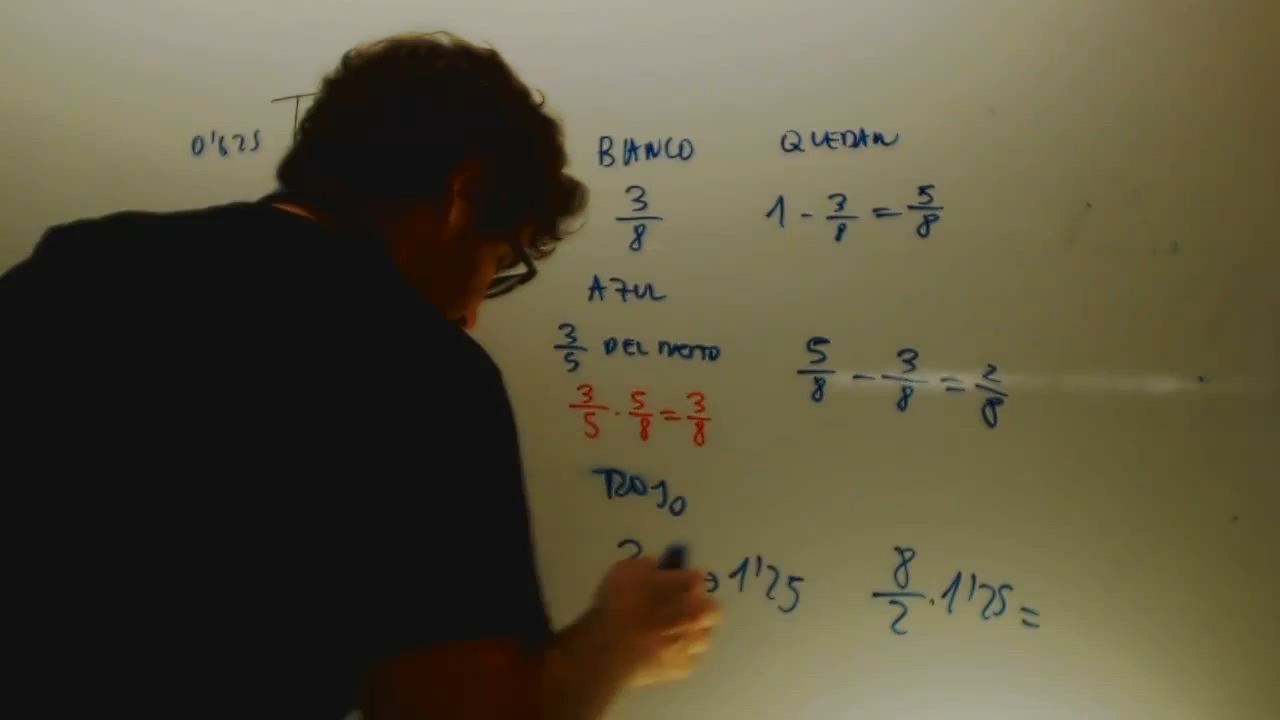 0'625
BLANCO QUEDAN
3/8 1 - 3/8 = 5/8
AZUL
3/5 DEL RESTO 5/8 - 3/8 = 2/8
3/5 · 5/8 = 3/8
ROJO
2 → 1'25 8/2 · 1'25 =